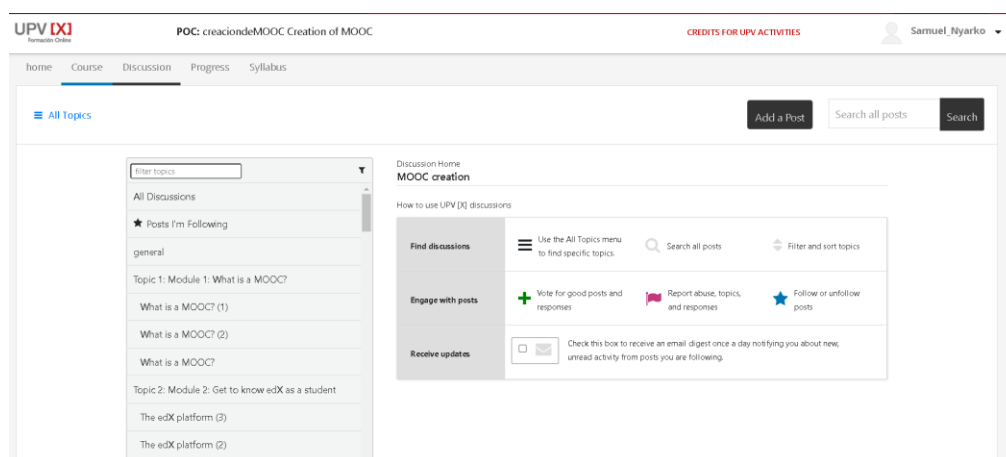 UPV [X]
Formación Online
POC: creaciondeMOOC Creation of MOOC
CREDITS FOR UPV ACTIVITIES
Samuel_Nyarko
home Course Discussion Progress Syllabus
All Topics
Add a Post
Search all posts
Search
filter topics
All Discussions
Posts I'm Following
general
Topic 1: Module 1: What is a MOOC?
What is a MOOC? (1)
What is a MOOC? (2)
What is a MOOC?
Topic 2: Module 2: Get to know edX as a student
The edX platform (3)
The edX platform (2)
Discussion Home
MOOC creation
How to use UPV [X] discussions
Find discussions
Use the All Topics menu
to find specific topics.
Search all posts
Filter and sort topics
Engage with posts
Vote for good posts and
responses
Report abuse, topics,
and responses
Follow or unfollow
posts
Receive updates
Check this box to receive an email digest once a day notifying you about new,
unread activity from posts you are following.